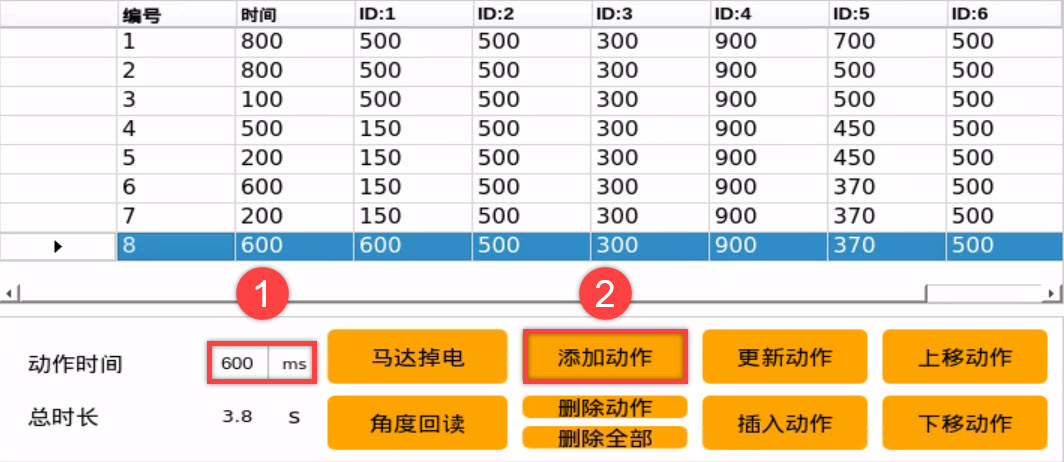 编号 时间 ID:1 ID:2 ID:3 ID:4 ID:5 ID:6
1 800 500 500 300 900 700 500
2 800 500 500 300 900 500 500
3 100 500 500 300 900 500 500
4 500 150 500 300 900 450 500
5 200 150 500 300 900 450 500
6 600 150 500 300 900 370 500
7 200 150 500 300 900 370 500
8 600 600 500 300 900 370 500
1 2
动作时间 600 ms 马达掉电 添加动作 更新动作 上移动作
总时长 3.8 S 角度回读 删除动作 插入动作 下移动作
删除全部